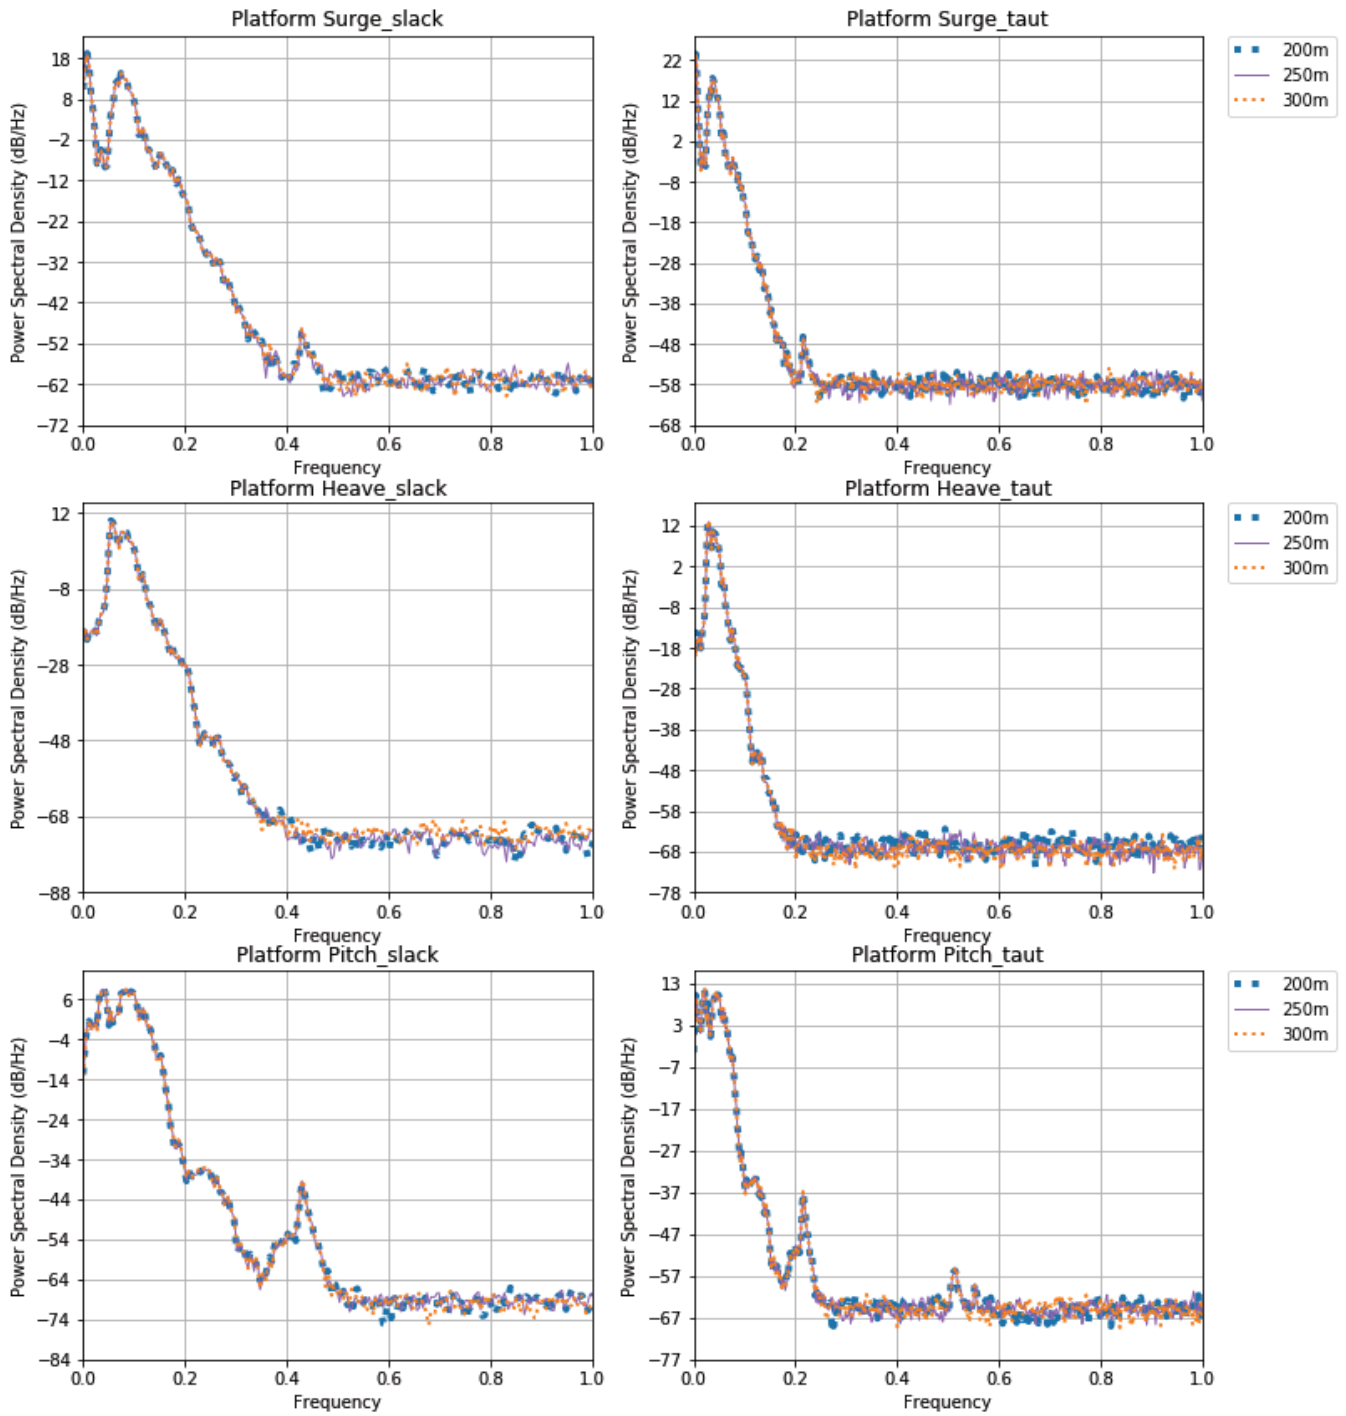 Platform Surge_slack
Power Spectral Density (dB/Hz)
18
8
−2
−12
−22
−32
−42
−52
−62
−72
0.0 0.2 0.4 0.6 0.8 1.0
Frequency
Platform Surge_taut
Power Spectral Density (dB/Hz)
22
12
2
−8
−18
−28
−38
−48
−58
−68
0.0 0.2 0.4 0.6 0.8 1.0
Frequency
200m
250m
300m
Platform Heave_slack
Power Spectral Density (dB/Hz)
12
−8
−28
−48
−68
−88
0.0 0.2 0.4 0.6 0.8 1.0
Frequency
Platform Heave_taut
Power Spectral Density (dB/Hz)
12
2
−8
−18
−28
−38
−48
−58
−68
−78
0.0 0.2 0.4 0.6 0.8 1.0
Frequency
200m
250m
300m
Platform Pitch_slack
Power Spectral Density (dB/Hz)
6
−4
−14
−24
−34
−44
−54
−64
−74
−84
0.0 0.2 0.4 0.6 0.8 1.0
Frequency
Platform Pitch_taut
Power Spectral Density (dB/Hz)
13
3
−7
−17
−27
−37
−47
−57
−67
−77
0.0 0.2 0.4 0.6 0.8 1.0
Frequency
200m
250m
300m